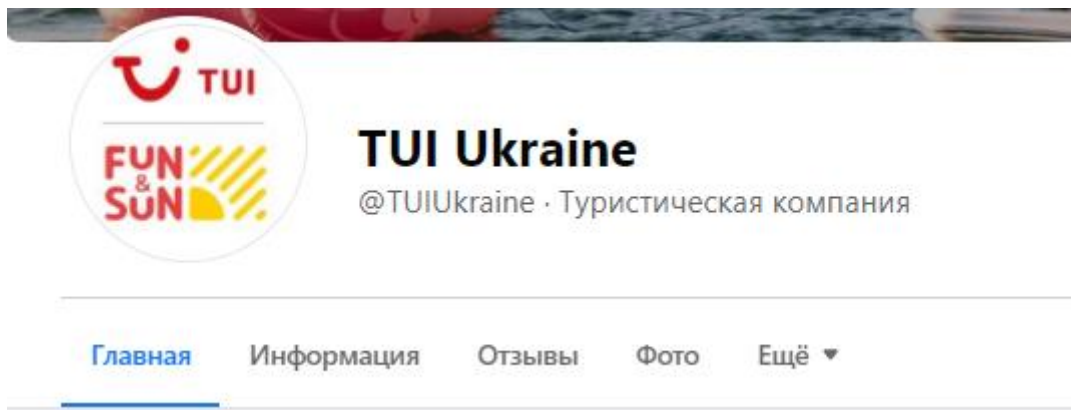 TUI
FUN
&
SUN
TUI Ukraine
@TUIUkraine · Туристическая компания
Главная Информация Отзывы Фото Ещё